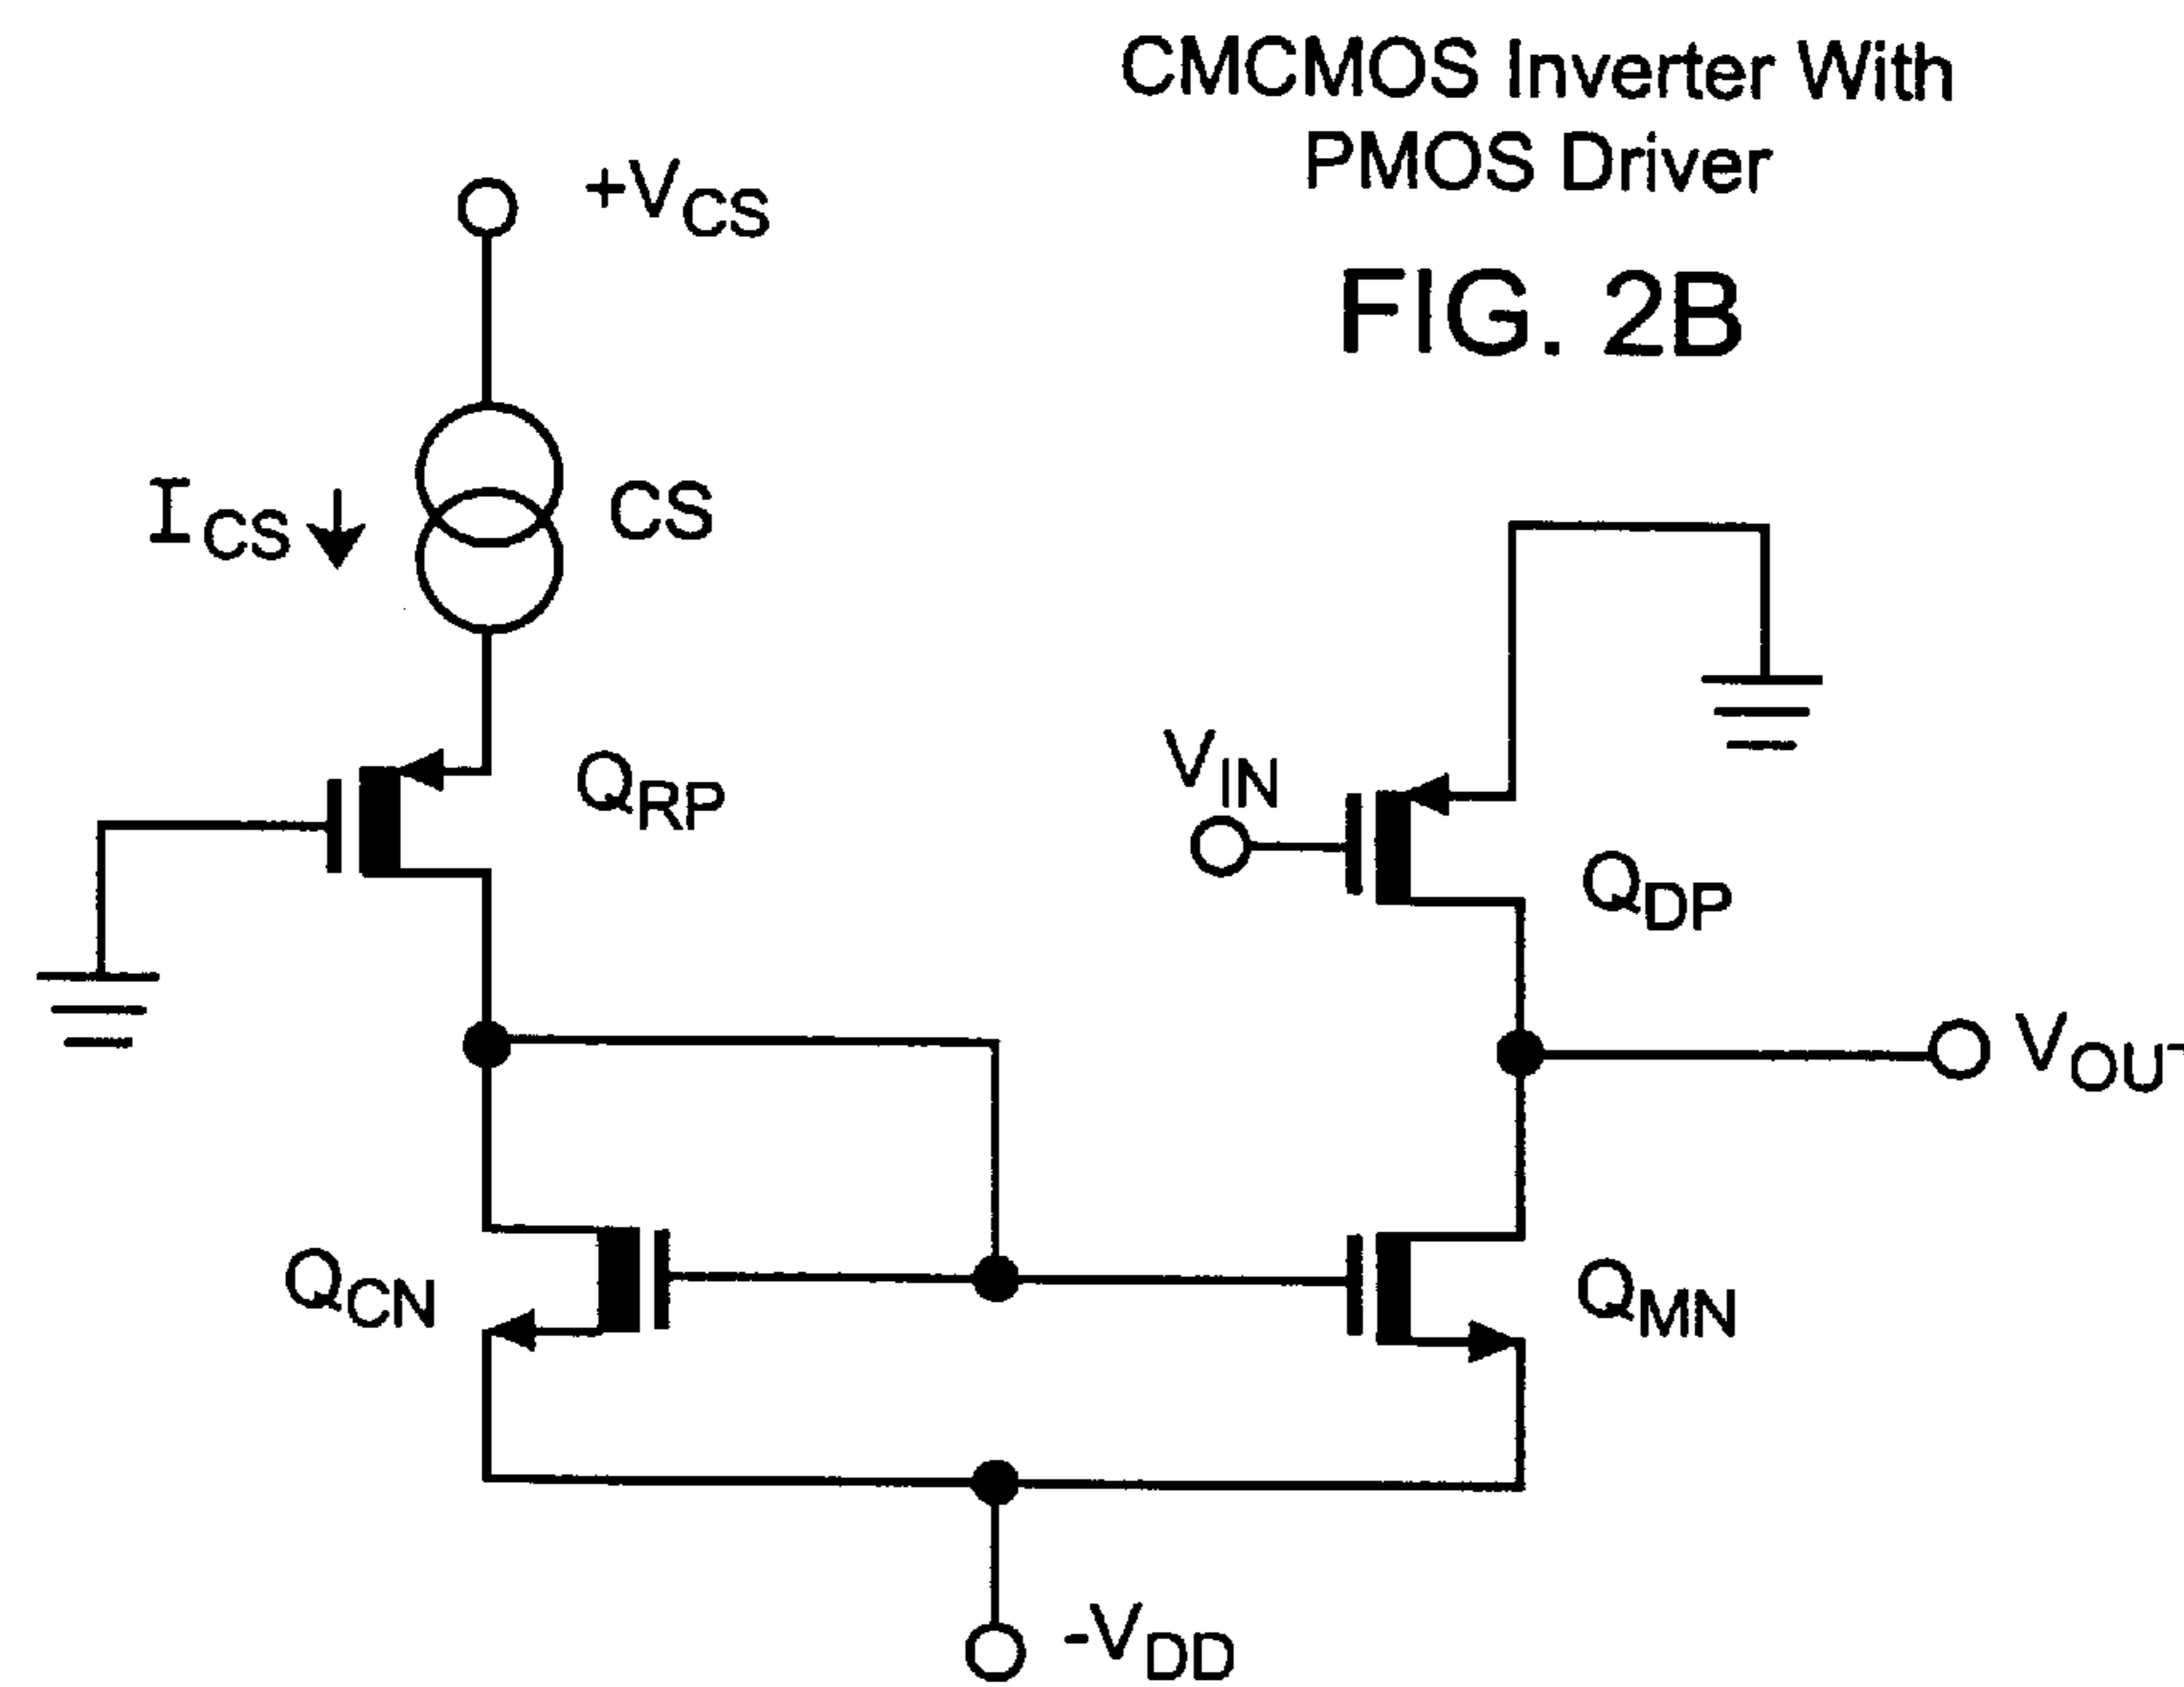 CMCMOS Inverter With
PMOS Driver
FIG. 2B
+VCS
ICS
CS
QRP
VIN
QDP
VOUT
QCN
QMN
-VDD